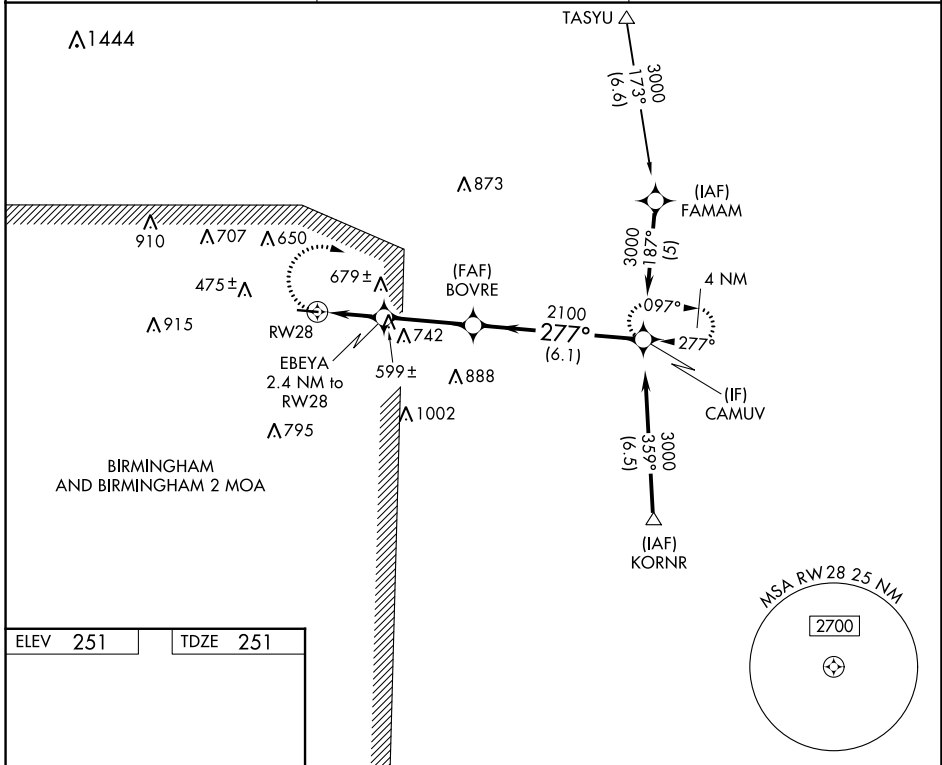 TASYU
1444
3000
173°
(6.6)
873
(IAF)
FAMAM
910
707
650
(5)
187°
3000
4 NM
475±
679±
(FAF)
BOVRE
097°
2100
277°
(6.1)
277°
915
RW28
742
EBEYA
2.4 NM to
RW28
599±
888
(IF)
CAMUV
1002
795
3000
359°
(6.5)
BIRMINGHAM
AND BIRMINGHAM 2 MOA
(IAF)
KORNR
MSA RW28 25 NM
2700
ELEV 251
TDZE 251